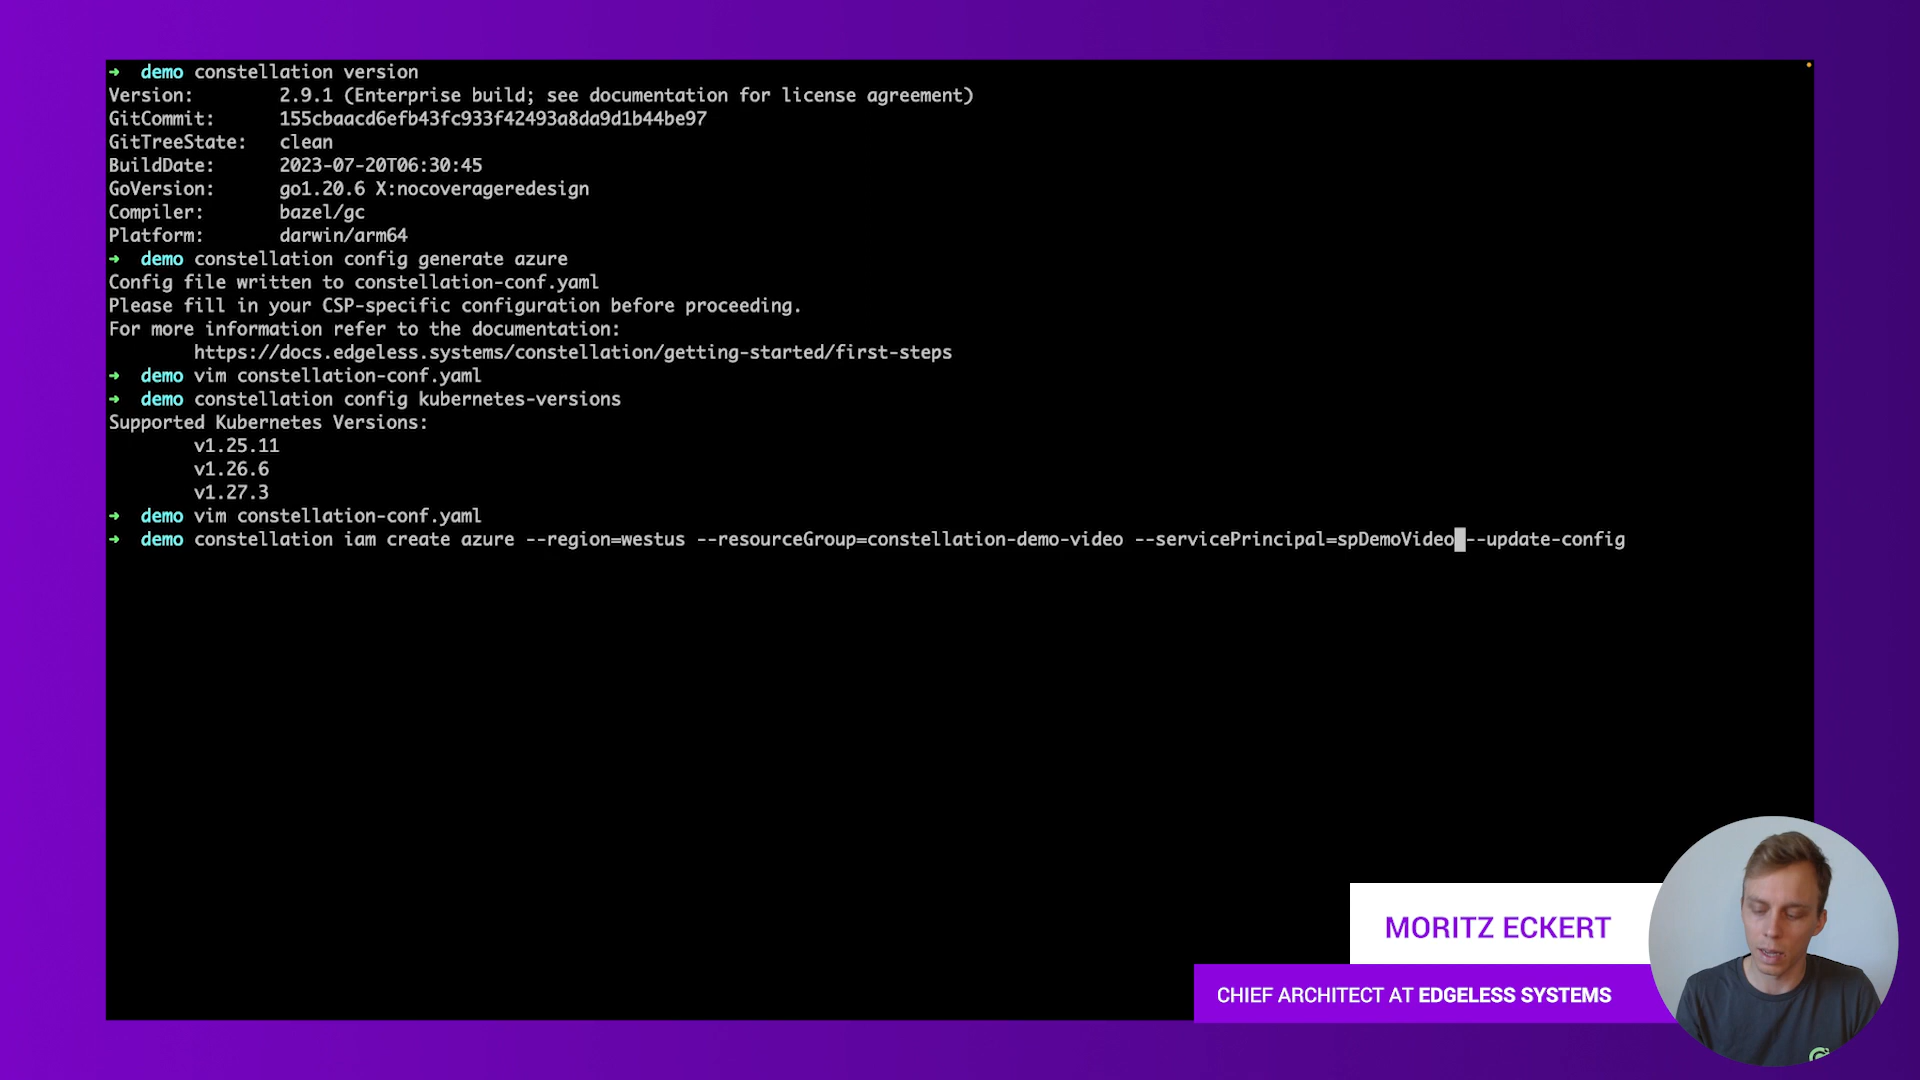 ➜ demo constellation version
Version: 2.9.1 (Enterprise build; see documentation for license agreement)
GitCommit: 155cbaacd6efb43fc933f42493a8da9d1b44be97
GitTreeState: clean
BuildDate: 2023-07-20T06:30:45
GoVersion: go1.20.6 X:nocoverageredesign
Compiler: bazel/gc
Platform: darwin/arm64
➜ demo constellation config generate azure
Config file written to constellation-conf.yaml
Please fill in your CSP-specific configuration before proceeding.
For more information refer to the documentation:
https://docs.edgeless.systems/constellation/getting-started/first-steps
➜ demo vim constellation-conf.yaml
➜ demo constellation config kubernetes-versions
Supported Kubernetes Versions:
v1.25.11
v1.26.6
v1.27.3
➜ demo vim constellation-conf.yaml
➜ demo constellation iam create azure --region=westus --resourceGroup=constellation-demo-video --servicePrincipal=spDemoVideo --update-config
MORITZ ECKERT
CHIEF ARCHITECT AT EDGELESS SYSTEMS